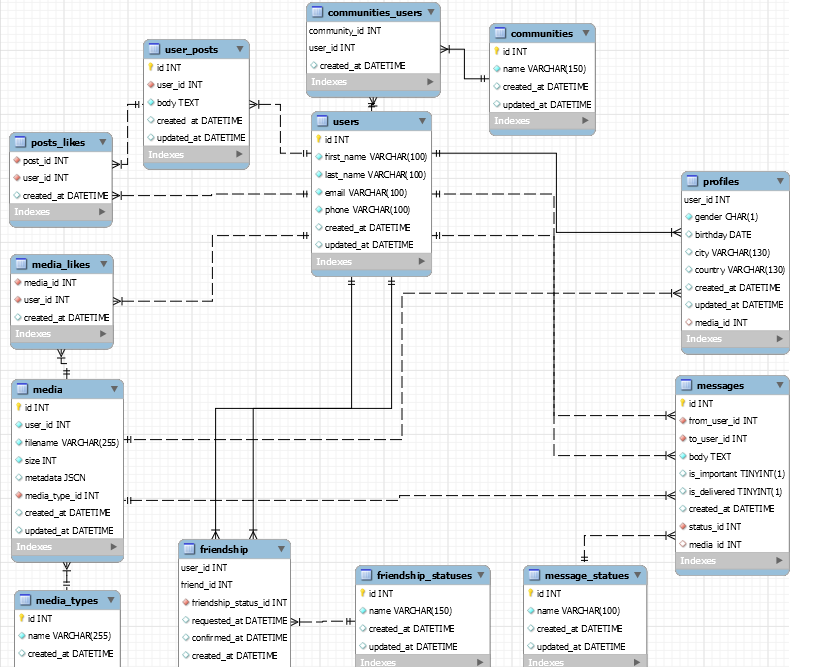 communities_users
community_id INT
user_id INT
created_at DATETIME
Indexes
communities
id INT
name VARCHAR(150)
created_at DATETIME
updated_at DATETIME
Indexes
user_posts
id INT
user_id INT
body TEXT
created_at DATETIME
updated_at DATETIME
Indexes
users
id INT
first_name VARCHAR(100)
last_name VARCHAR(100)
email VARCHAR(100)
phone VARCHAR(100)
created_at DATETIME
updated_at DATETIME
Indexes
posts_likes
post_id INT
user_id INT
created_at DATETIME
Indexes
profiles
user_id INT
gender CHAR(1)
birthday DATE
city VARCHAR(130)
country VARCHAR(130)
created_at DATETIME
updated_at DATETIME
media_id INT
Indexes
media_likes
media_id INT
user_id INT
created_at DATETIME
Indexes
media
id INT
user_id INT
filename VARCHAR(255)
size INT
metadata JSON
media_type_id INT
created_at DATETIME
updated_at DATETIME
Indexes
messages
id INT
from_user_id INT
to_user_id INT
body TEXT
is_important TINYINT(1)
is_delivered TINYINT(1)
created_at DATETIME
status_id INT
media_id INT
Indexes
friendship
user_id INT
friend_id INT
friendship_status_id INT
requested_at DATETIME
confirmed_at DATETIME
created_at DATETIME
friendship_statuses
id INT
name VARCHAR(150)
created_at DATETIME
updated_at DATETIME
Indexes
message_statues
id INT
name VARCHAR(100)
created_at DATETIME
updated_at DATETIME
Indexes
media_types
id INT
name VARCHAR(255)
created_at DATETIME